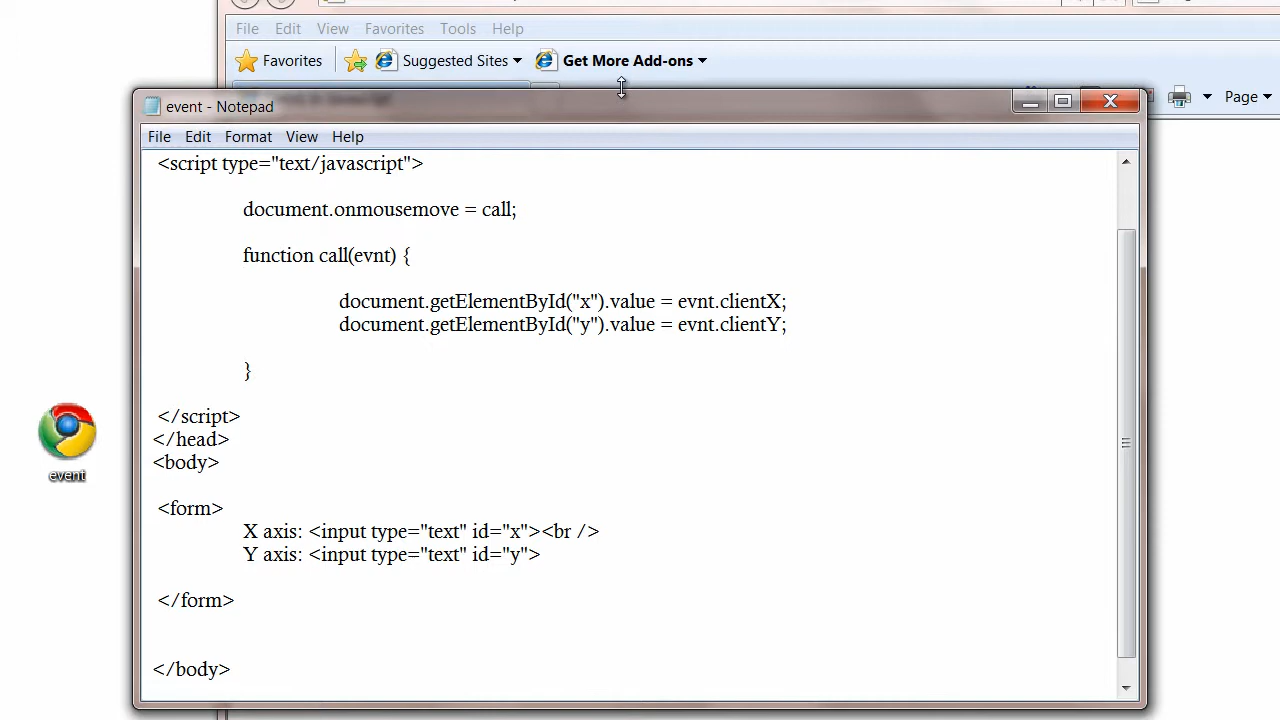 File Edit View Favorites Tools Help
Favorites Suggested Sites Get More Add-ons
event - Notepad
Page
File Edit Format View Help
<script type="text/javascript">
document.onmousemove = call;
function call(evnt) {
document.getElementById("x").value = evnt.clientX;
document.getElementById("y").value = evnt.clientY;
}
</script>
</head>
<body>
event
<form>
X axis: <input type="text" id="x"><br />
Y axis: <input type="text" id="y">
</form>
</body>